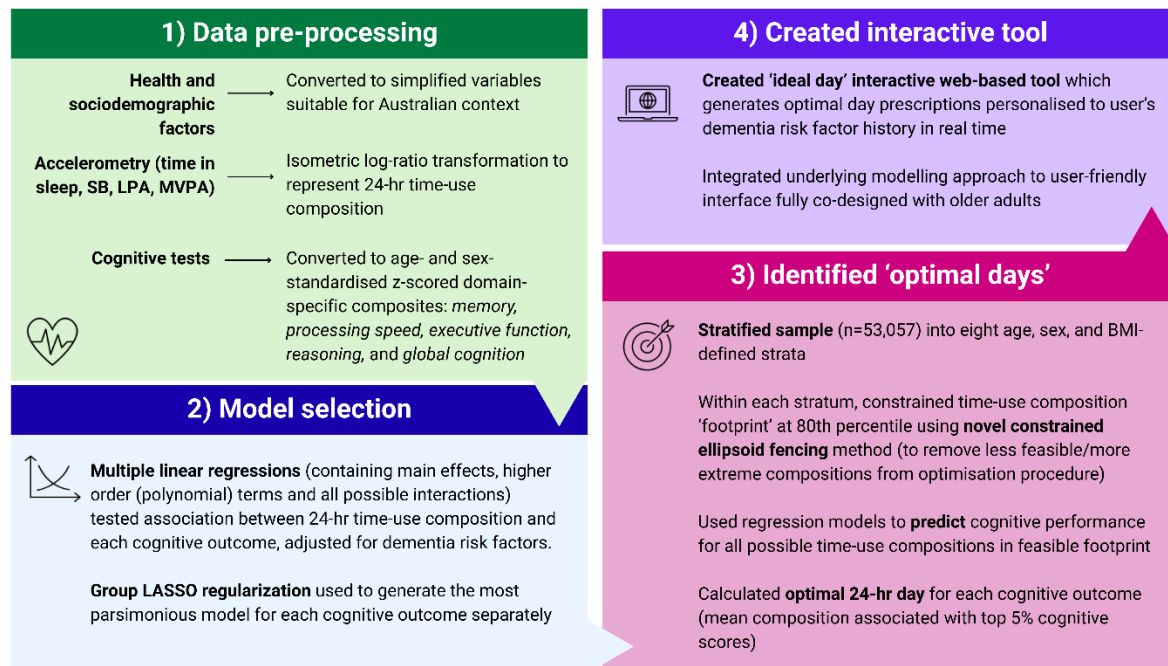 1) Data pre-processing
Health and
sociodemographic
factors
Converted to simplified variables
suitable for Australian context
Accelerometry (time in
sleep, SB, LPA, MVPA)
Isometric log-ratio transformation to
represent 24-hr time-use
composition
Cognitive tests
Converted to age- and sex-
standardised z-scored domain-
specific composites: memory,
processing speed, executive function,
reasoning, and global cognition
2) Model selection
Multiple linear regressions (containing main effects, higher
order (polynomial) terms and all possible interactions)
tested association between 24-hr time-use composition and
each cognitive outcome, adjusted for dementia risk factors.
Group LASSO regularization used to generate the most
parsimonious model for each cognitive outcome separately
3) Identified ‘optimal days’
Stratified sample (n=53,057) into eight age, sex, and BMI-
defined strata
Within each stratum, constrained time-use composition
‘footprint’ at 80th percentile using novel constrained
ellipsoid fencing method (to remove less feasible/more
extreme compositions from optimisation procedure)
Used regression models to predict cognitive performance
for all possible time-use compositions in feasible footprint
Calculated optimal 24-hr day for each cognitive outcome
(mean composition associated with top 5% cognitive
scores)
4) Created interactive tool
Created ‘ideal day’ interactive web-based tool which
generates optimal day prescriptions personalised to user’s
dementia risk factor history in real time
Integrated underlying modelling approach to user-friendly
interface fully co-designed with older adults